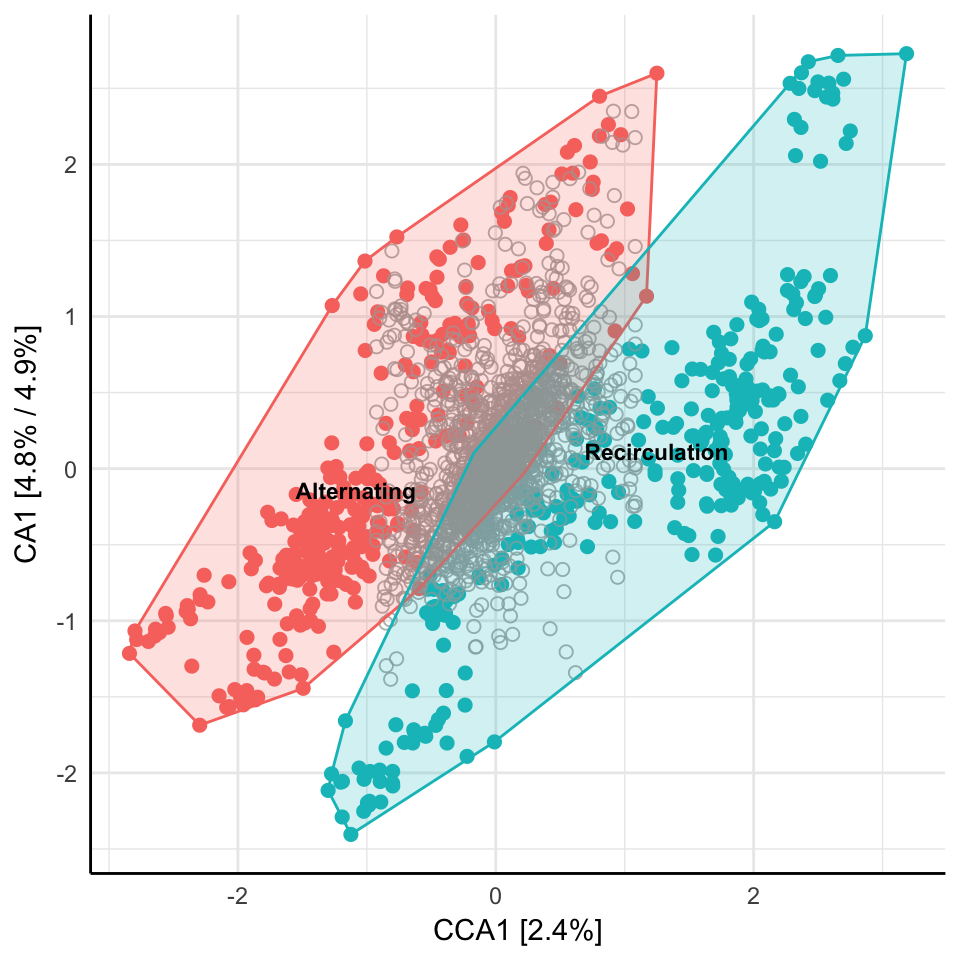 CA1 [4.8% / 4.9%]
2
1
0
-1
-2
Recirculation
Alternating
-2
0
2
CCA1 [2.4%]